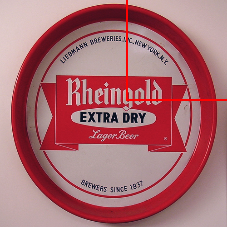 LIEBMANN BREWERIES, INC., NEW YORK, N.Y.
Rheingold
EXTRA DRY
Lager Beer
BREWERS SINCE 1837